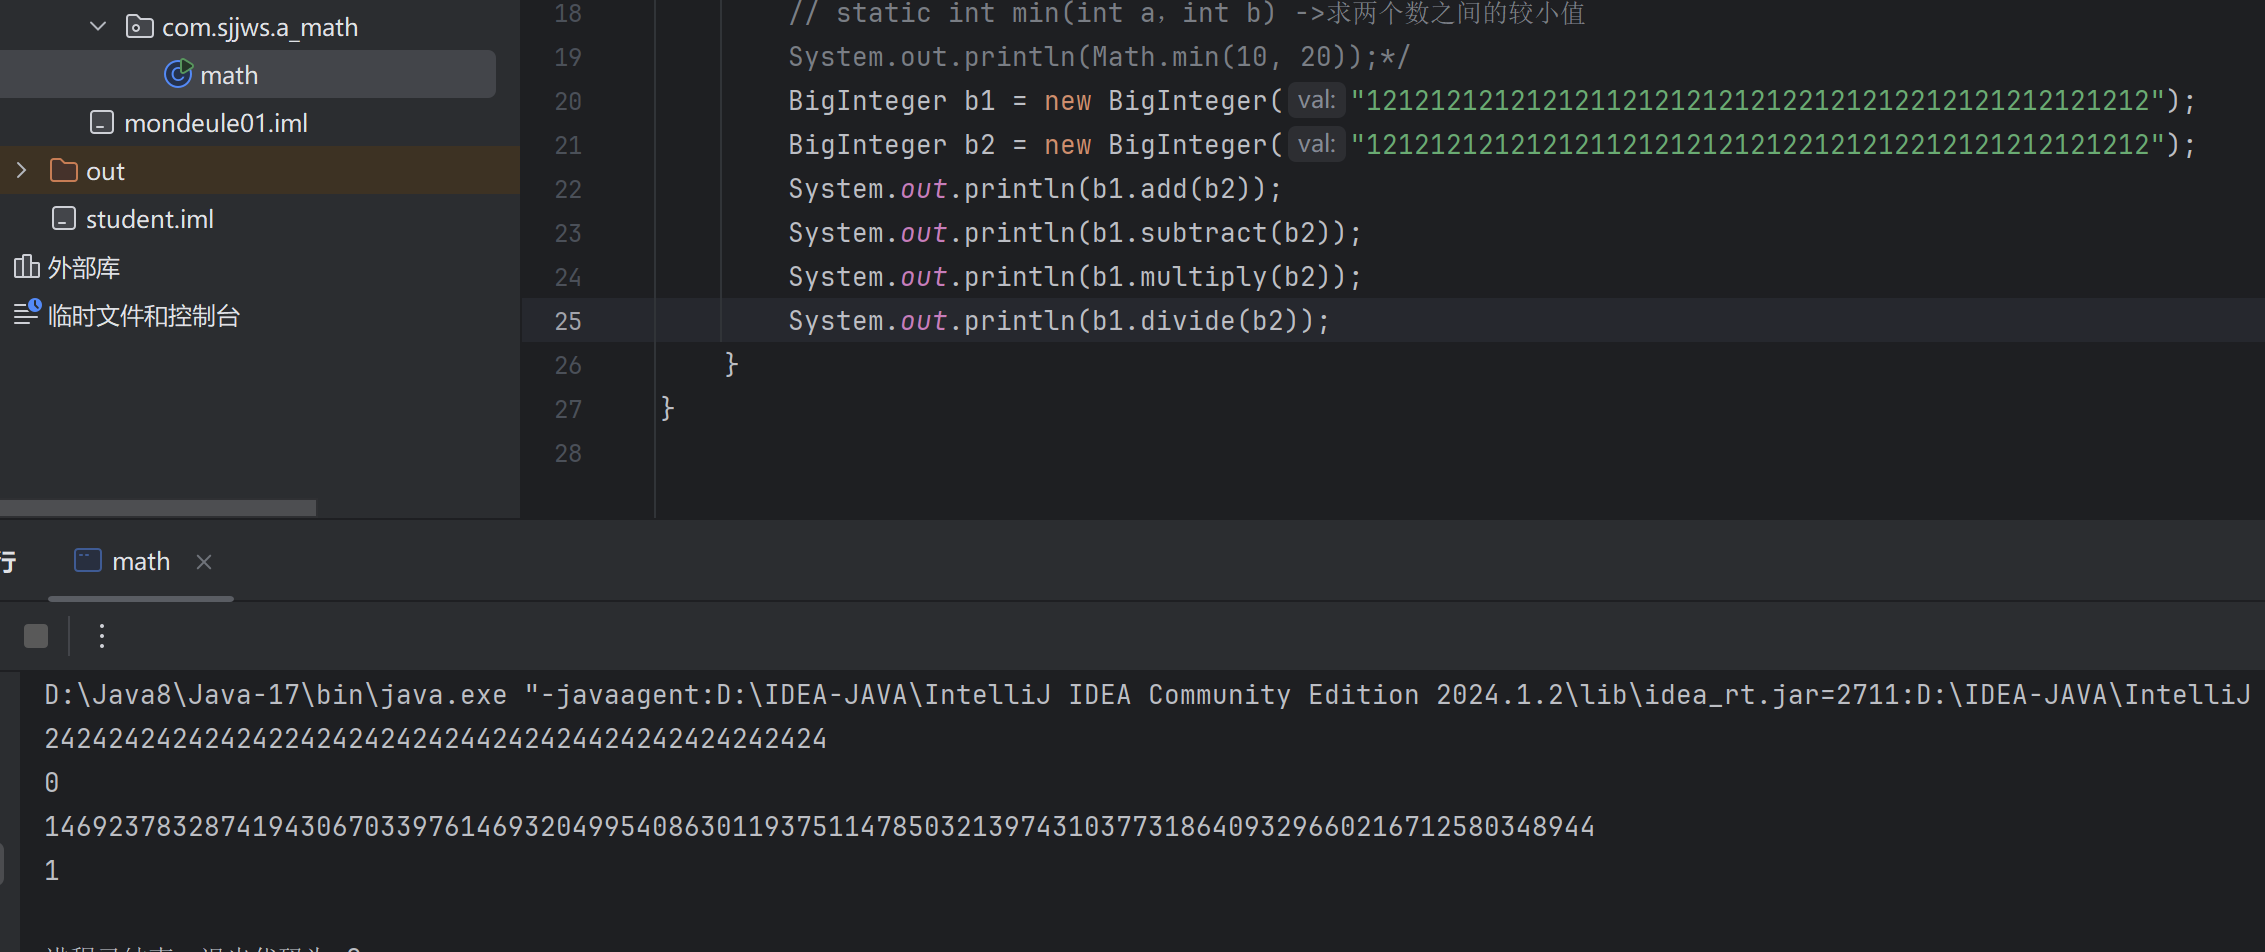 com.sjjws.a_math
math
mondeule01.iml
out
student.iml
外部库
临时文件和控制台
18 // static int min(int a，int b) ->求两个数之间的较小值
19 System.out.println(Math.min(10, 20));*/
20 BigInteger b1 = new BigInteger( val: "1212121212121211212121212122121212212121212121212");
21 BigInteger b2 = new BigInteger( val: "1212121212121211212121212122121212212121212121212");
22 System.out.println(b1.add(b2));
23 System.out.println(b1.subtract(b2));
24 System.out.println(b1.multiply(b2));
25 System.out.println(b1.divide(b2));
26 }
27 }
28
行 math
D:\Java8\Java-17\bin\java.exe "-javaagent:D:\IDEA-JAVA\IntelliJ IDEA Community Edition 2024.1.2\lib\idea_rt.jar=2711:D:\IDEA-JAVA\IntelliJ
2424242424242422424242424244242424424242424242424
0
1469237832874194306703397614693204995408630119375114785032139743103773186409329660216712580348944
1